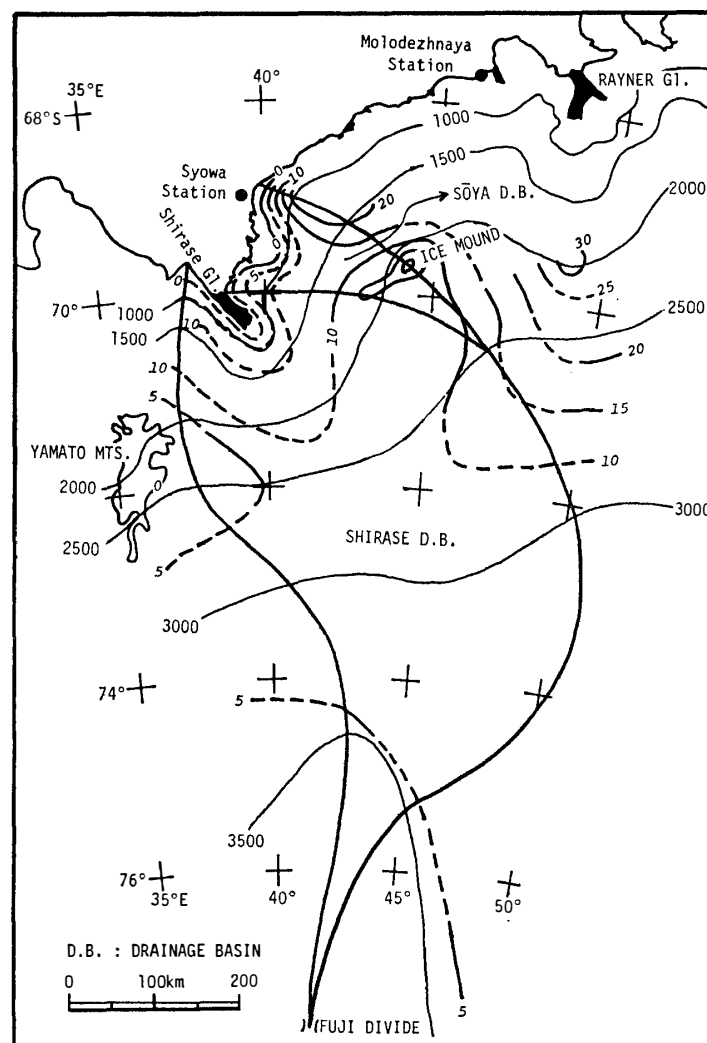 Molodezhnaya
Station
RAYNER Gl.
35°E
40°
68°S
1000
0
10
1500
Syowa
Station
20
SŌYA D.B.
2000
Shirase Gl.
0
ICE MOUND
30
5
0
25
70°
1000
10
2500
1500
10
20
10
5
15
YAMATO MTS.
10
2000
0
3000
SHIRASE D.B.
2500
5
3000
74°
5
3500
76°
35°E
40°
45°
50°
D.B. : DRAINAGE BASIN
0 100km 200
5
FUJI DIVIDE